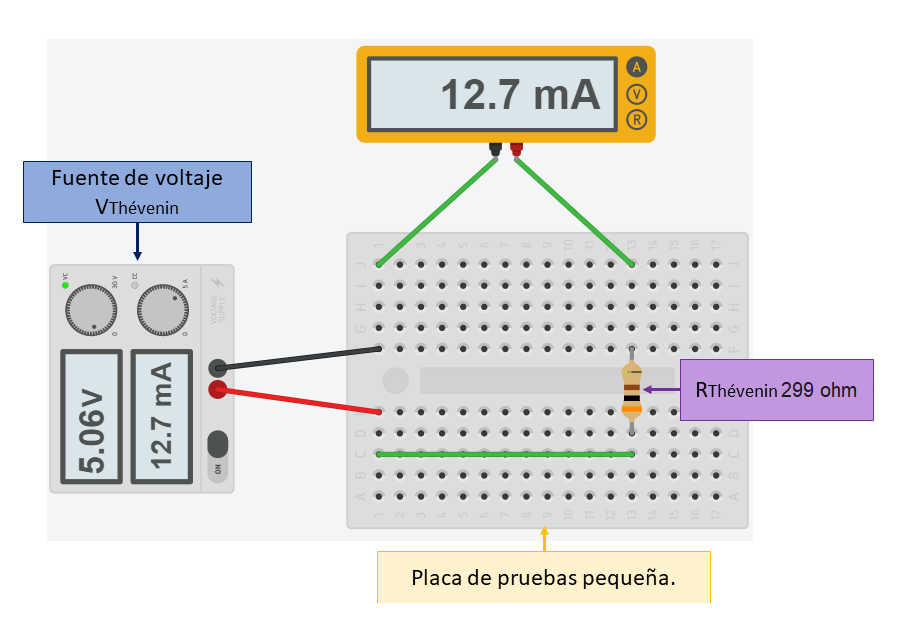 12.7 mA
A
V
R
Fuente de voltaje
VThévenin
VC
30 V
0
CC
5 A
0
VOLTAGE
SUPPLY
5.06V
12.7 mA
ON
1 2 3 4 5 6 7 8 9 10 11 12 13 14 15 16 17
J J
I I
H H
G G
F F
RThévenin 299 ohm
D D
C C
B B
A A
1 2 3 4 5 6 7 8 9 10 11 12 13 14 15 16 17
Placa de pruebas pequeña.